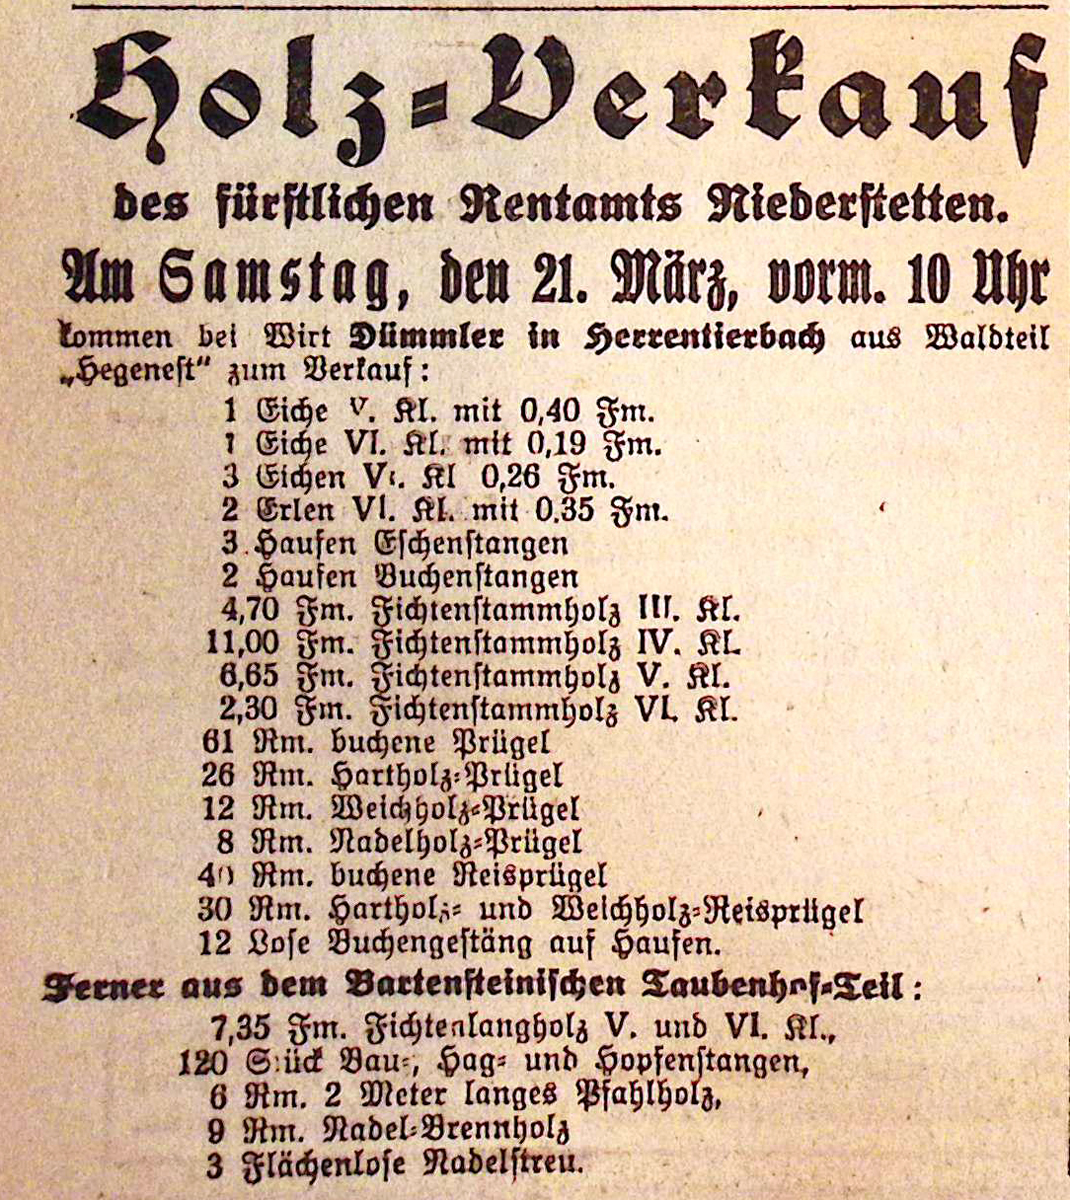 Holz-Verkauf
des fürstlichen Rentamts Niederstetten.
Am Samstag, den 21. März, vorm. 10 Uhr
kommen bei Wirt Dümmler in Herrentierbach aus Waldteil
„Hegenest“ zum Verkauf:
1 Eiche V. Kl. mit 0,40 Fm.
1 Eiche VI. Kl. mit 0,19 Fm.
3 Eichen VI. Kl 0,26 Fm.
2 Erlen VI. Kl. mit 0.35 Fm.
3 Haufen Eschenstangen
2 Haufen Buchenstangen
4,70 Fm. Fichtenstammholz III. Kl.
11,00 Fm. Fichtenstammholz IV. Kl.
6,65 Fm. Fichtenstammholz V. Kl.
2,30 Fm. Fichtenstammholz VI. Kl.
61 Rm. buchene Prügel
26 Rm. Hartholz-Prügel
12 Rm. Weichholz-Prügel
8 Rm. Nadelholz-Prügel
40 Rm. buchene Reisprügel
30 Rm. Hartholz- und Weichholz-Reisprügel
12 Lose Buchengestäng auf Haufen.
Ferner aus dem Bartensteinischen Taubenhof-Teil:
7,35 Fm. Fichtenlangholz V. und VI. Kl.,
120 Stück Bau-, Hag- und Hopfenstangen,
6 Rm. 2 Meter langes Pfahlholz,
9 Rm. Nadel-Brennholz
3 Flächenlose Nadelstreu.